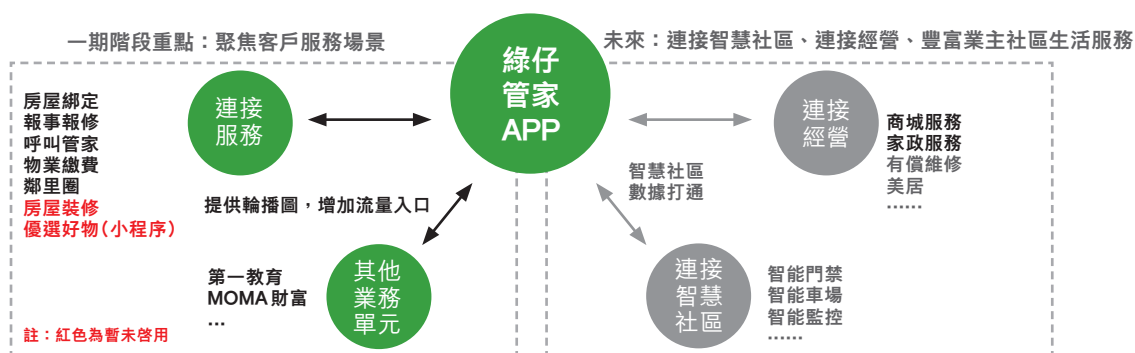 一期階段重點：聚焦客戶服務場景
未來：連接智慧社區、連接經營、豐富業主社區生活服務
綠仔
管家
APP
房屋綁定
報事報修
呼叫管家
物業繳費
鄰里圈
房屋裝修
優選好物（小程序）
連接
服務
提供輪播圖，增加流量入口
第一教育
MOMA財富
...
其他
業務
單元
註：紅色為暫未啓用
連接
經營
商城服務
家政服務
有償維修
美居
......
智慧社區
數據打通
連接
智慧
社區
智能門禁
智能車場
智能監控
......